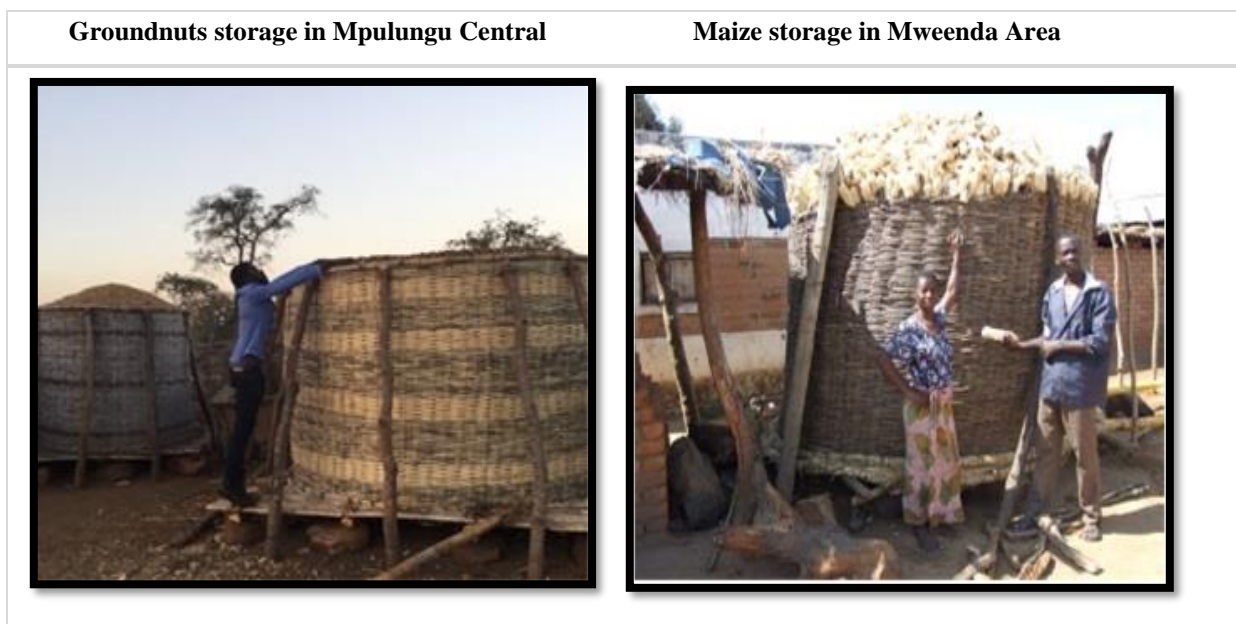 Groundnuts storage in Mpulungu Central
Maize storage in Mweenda Area